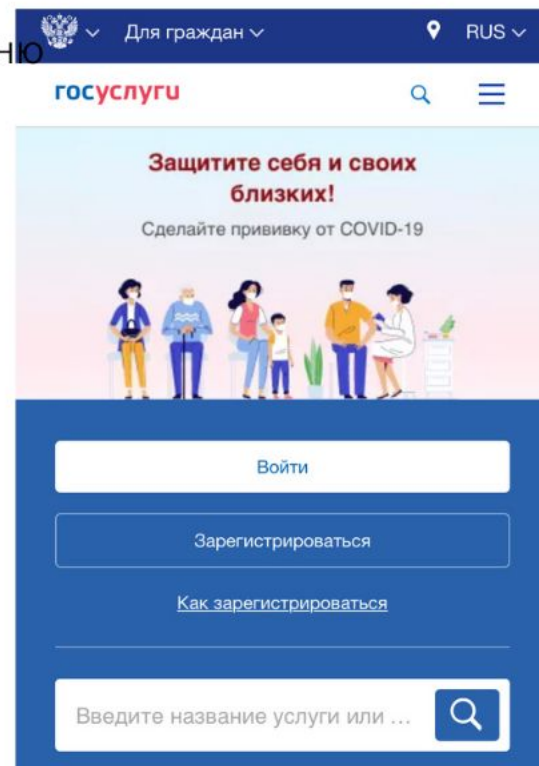 Для граждан
RUS
ню
госуслуги
Защитите себя и своих
близких!
Сделайте прививку от COVID-19
Войти
Зарегистрироваться
Как зарегистрироваться
Введите название услуги или ...